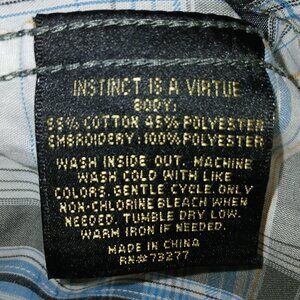 INSTINCT IS A VIRTUE
BODY:
55% COTTON 45% POLYESTER
EMBROIDERY: 100% POLYESTER
WASH INSIDE OUT. MACHINE
WASH COLD WITH LIKE
COLORS. GENTLE CYCLE. ONLY
NON-CHLORINE BLEACH WHEN
NEEDED. TUMBLE DRY LOW.
WARM IRON IF NEEDED.
MADE IN CHINA
RN#73277